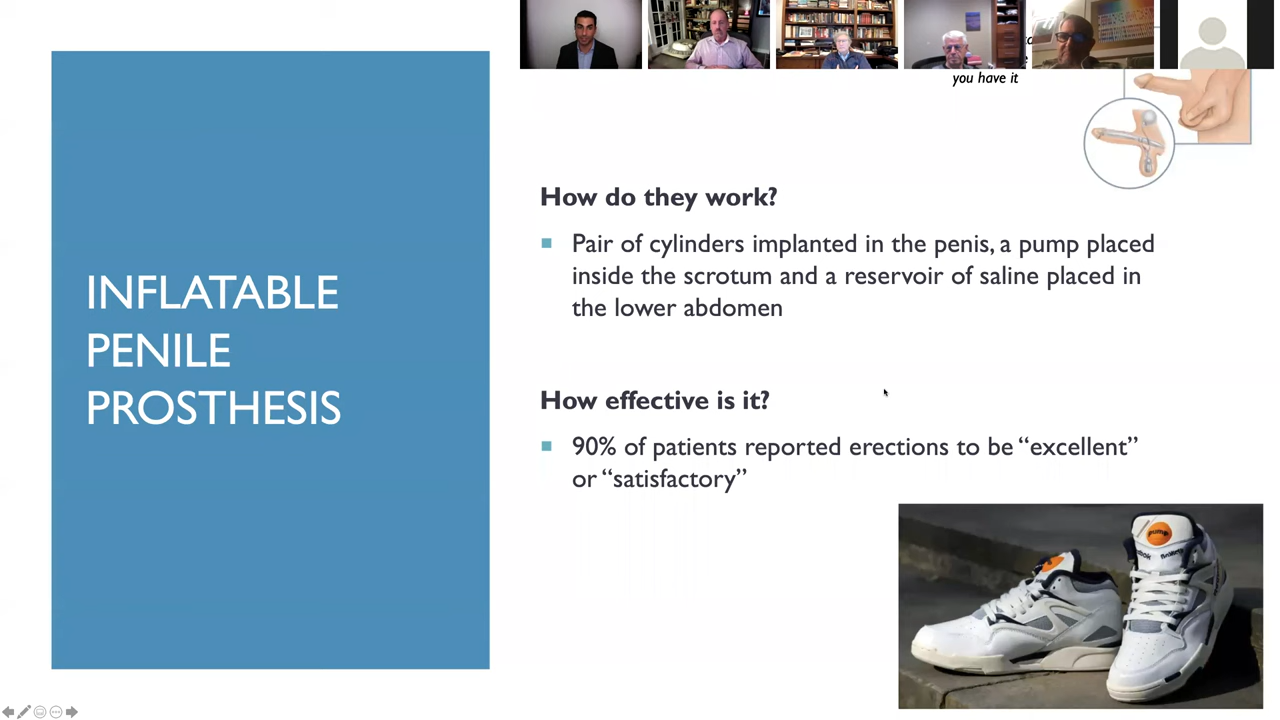 you have it
INFLATABLE
PENILE
PROSTHESIS
How do they work?
Pair of cylinders implanted in the penis, a pump placed
inside the scrotum and a reservoir of saline placed in
the lower abdomen
How effective is it?
90% of patients reported erections to be “excellent”
or “satisfactory”
PUMP